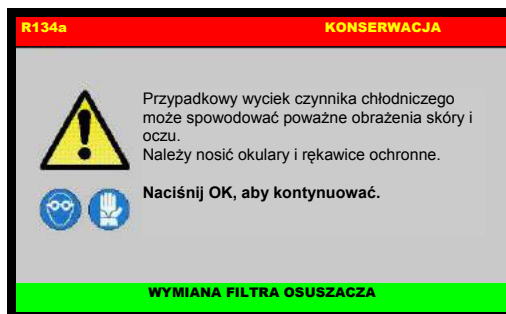 R134a KONSERWACJA
Przypadkowy wyciek czynnika chłodniczego
może spowodować poważne obrażenia skóry i
oczu.
Należy nosić okulary i rękawice ochronne.
Naciśnij OK, aby kontynuować.
WYMIANA FILTRA OSUSZACZA